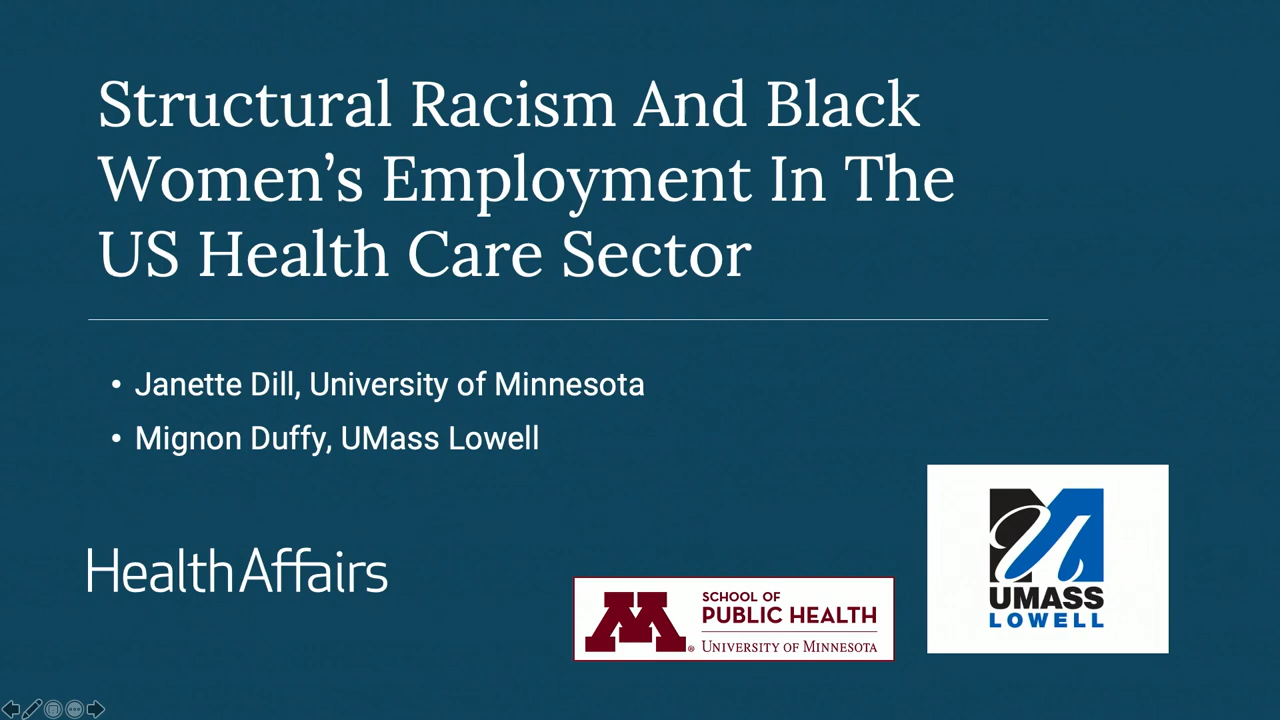 Structural Racism And Black
Women’s Employment In The
US Health Care Sector
• Janette Dill, University of Minnesota
• Mignon Duffy, UMass Lowell
HealthAffairs
M® SCHOOL OF
PUBLIC HEALTH
UNIVERSITY OF MINNESOTA
U
UMASS
LOWELL